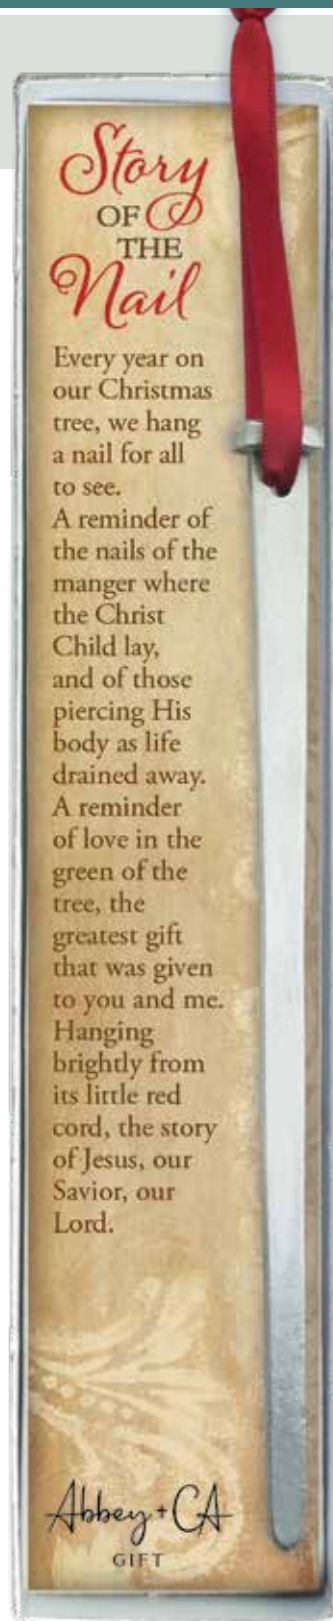 Story
OF
THE
Nail
Every year on
our Christmas
tree, we hang
a nail for all
to see.
A reminder of
the nails of the
manger where
the Christ
Child lay,
and of those
piercing His
body as life
drained away.
A reminder
of love in the
green of the
tree, the
greatest gift
that was given
to you and me.
Hanging
brightly from
its little red
cord, the story
of Jesus, our
Savior, our
Lord.
Abbey + CA
GIFT